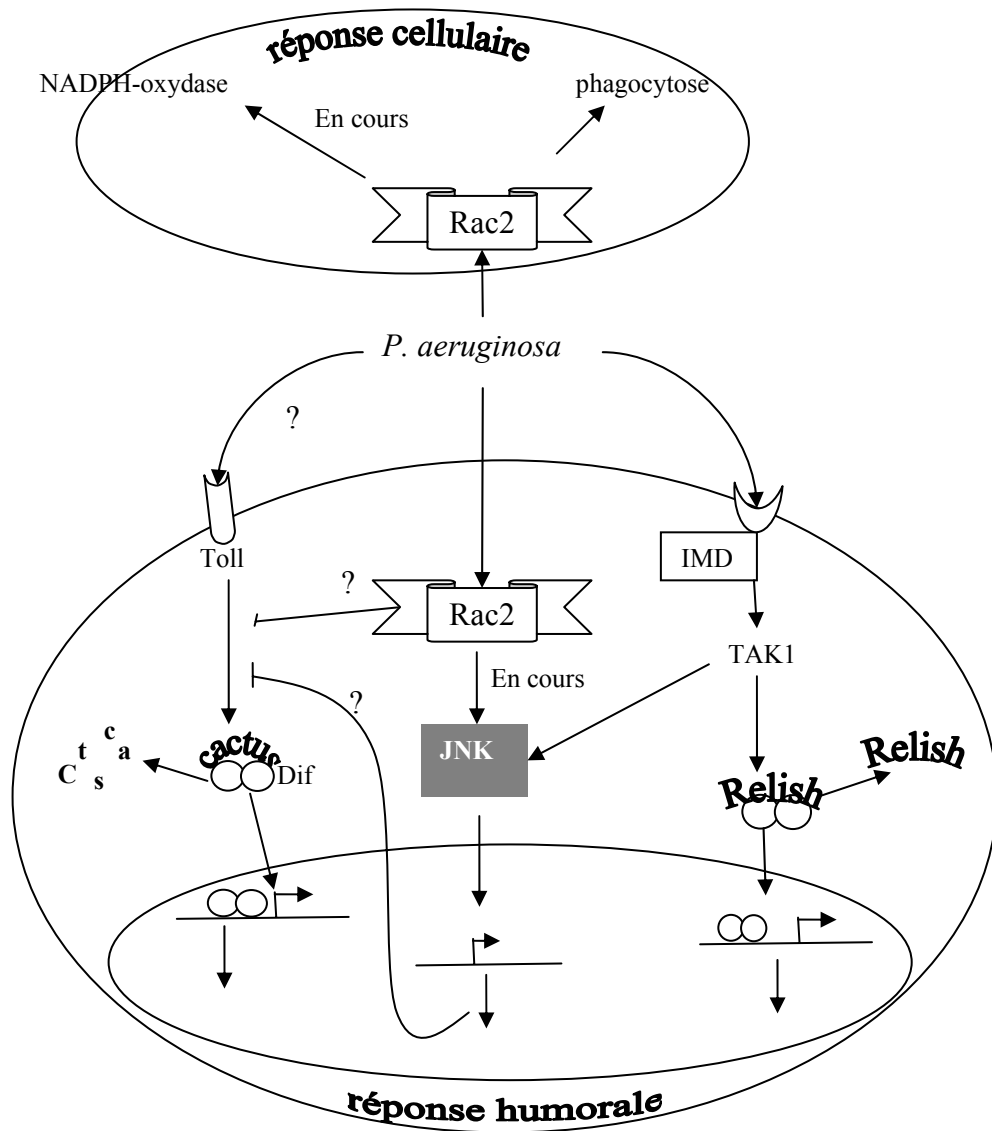 réponse cellulaire
NADPH-oxydase
phagocytose
En cours
Rac2
P. aeruginosa
?
Toll
IMD
?
Rac2
TAK1
En cours
?
JNK
cactus
C t s c a
Dif
Relish
Relish
réponse humorale